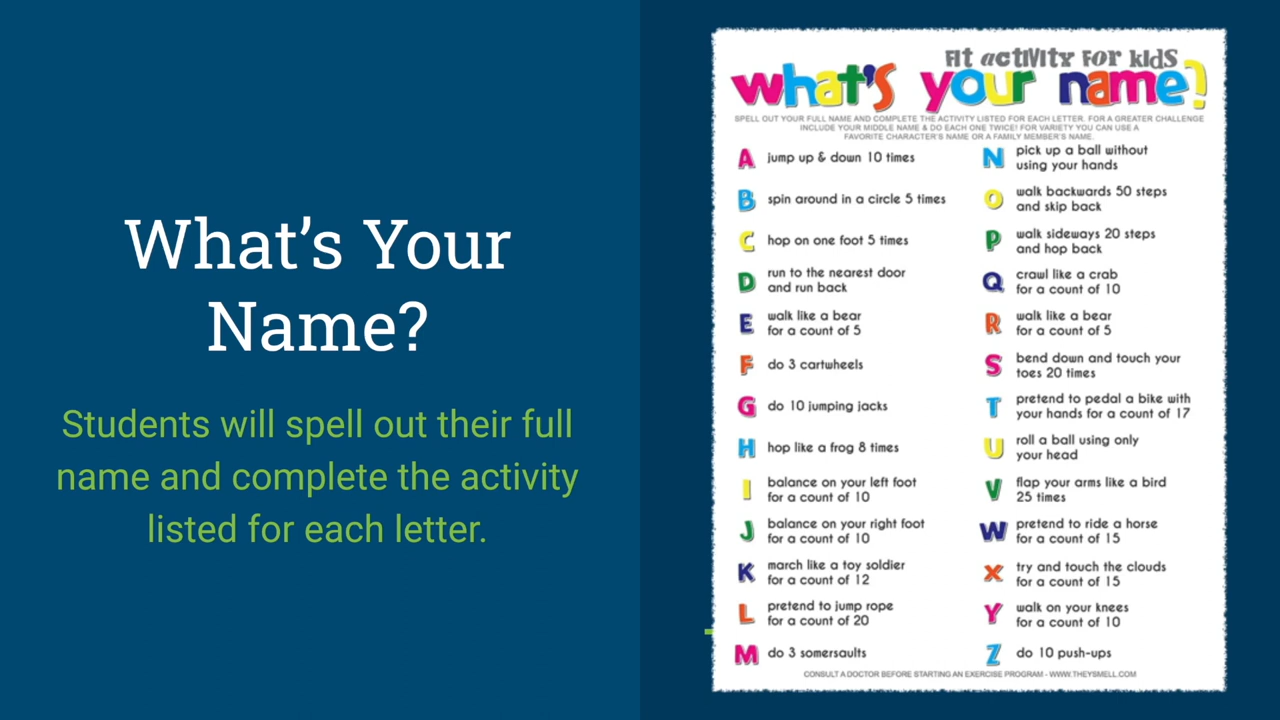 What's Your
Name?
Students will spell out their full
name and complete the activity
listed for each letter.
Fit activity for kids
what's your name?
SPELL OUT YOUR FULL NAME AND COMPLETE THE ACTIVITY LISTED FOR EACH LETTER. FOR A GREATER CHALLENGE
INCLUDE YOUR MIDDLE NAME & DO EACH ONE TWICE! FOR VARIETY YOU CAN USE A
FAVORITE CHARACTER'S NAME OR A FAMILY MEMBER'S NAME.
A jump up & down 10 times
B spin around in a circle 5 times
C hop on one foot 5 times
D run to the nearest door
and run back
E walk like a bear
for a count of 5
F do 3 cartwheels
G do 10 jumping jacks
H hop like a frog 8 times
I balance on your left foot
for a count of 10
J balance on your right foot
for a count of 10
K march like a toy soldier
for a count of 12
L pretend to jump rope
for a count of 20
M do 3 somersaults
N pick up a ball without
using your hands
O walk backwards 50 steps
and skip back
P walk sideways 20 steps
and hop back
Q crawl like a crab
for a count of 10
R walk like a bear
for a count of 5
S bend down and touch your
toes 20 times
T pretend to pedal a bike with
your hands for a count of 17
U roll a ball using only
your head
V flap your arms like a bird
25 times
W pretend to ride a horse
for a count of 15
X try and touch the clouds
for a count of 15
Y walk on your knees
for a count of 10
Z do 10 push-ups
CONSULT A DOCTOR BEFORE STARTING AN EXERCISE PROGRAM - WWW.THEYSMELL.COM